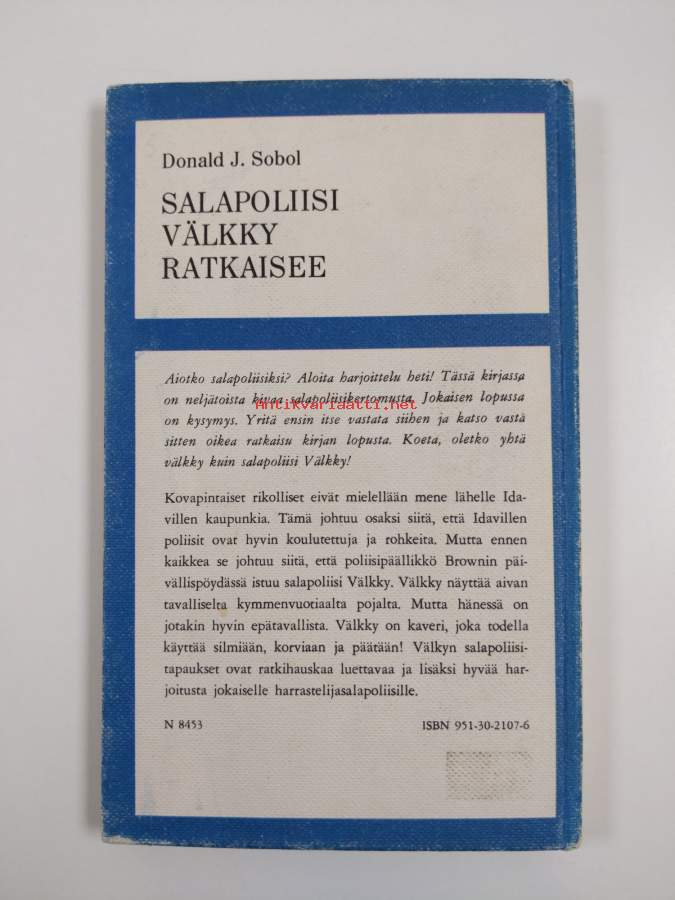 Donald J. Sobol
SALAPOLIISI
VÄLKKY
RATKAISEE
Aiotko salapoliisiksi? Aloita harjoittelu heti! Tässä kirjassa
on neljätoista kivaa salapoliisikertomusta. Jokaisen lopussa
Antikvariaatti.net
on kysymys. Yritä ensin itse vastata siihen ja katso vasta
sitten oikea ratkaisu kirjan lopusta. Koeta, oletko yhtä
välkky kuin salapoliisi Välkky!
Kovapintaiset rikolliset eivät mielellään mene lähelle Ida-
villen kaupunkia. Tämä johtuu osaksi siitä, että Idavillen
poliisit ovat hyvin koulutettuja ja rohkeita. Mutta ennen
kaikkea se johtuu siitä, että poliisipäällikkö Brownin päi-
vällispöydässä istuu salapoliisi Välkky. Välkky näyttää aivan
tavalliselta kymmenvuotiaalta pojalta. Mutta hänessä on
jotakin hyvin epätavallista. Välkky on kaveri, joka todella
käyttää silmiään, korviaan ja päätään! Välkyn salapoliisi-
tapaukset ovat ratkihauskaa luettavaa ja lisäksi hyvää har-
joitusta jokaiselle harrastelijasalapoliisille.
N 8453 ISBN 951-30-2107-6